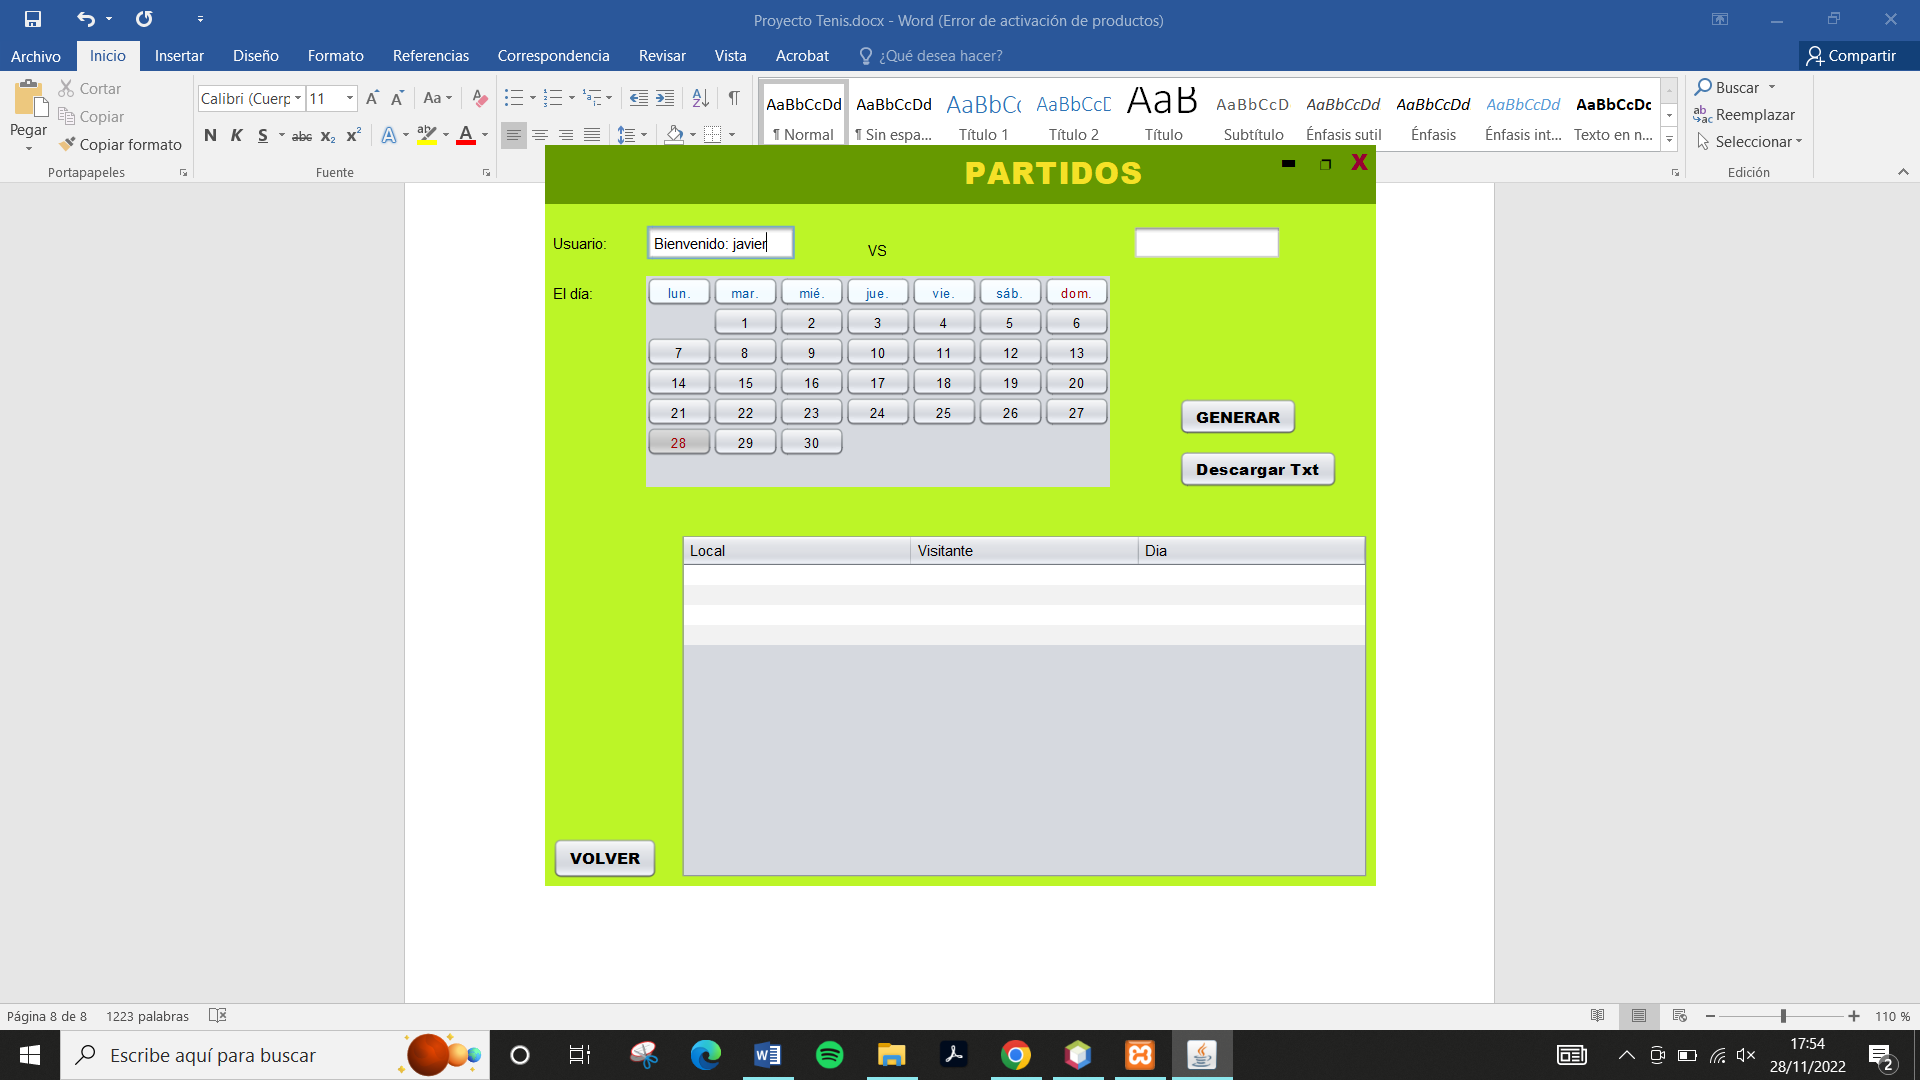 Proyecto Tenis.docx - Word (Error de activación de productos)
Archivo Inicio Insertar Diseño Formato Referencias Correspondencia Revisar Vista Acrobat ¿Qué desea hacer? Compartir
Pegar
Cortar
Copiar
Copiar formato
Portapapeles
Calibri (Cuerp 11
N K S abc x₂ x²
Aa
A
Fuente
AaBbCcDd AaBbCcDd AaBbC AaBbCcD AaB AaBbCcD AaBbCcDd AaBbCcDd AaBbCcDd AaBbCcDc
¶ Normal ¶ Sin espa... Título 1 Título 2 Título Subtítulo Énfasis sutil Énfasis Énfasis int... Texto en n...
Buscar
Reemplazar
Seleccionar
Edición
PARTIDOS
X
Usuario: Bienvenido: javier VS
El día:
lun. mar. mié. jue. vie. sáb. dom.
1 2 3 4 5 6
7 8 9 10 11 12 13
14 15 16 17 18 19 20
21 22 23 24 25 26 27
28 29 30
GENERAR
Descargar Txt
Local Visitante Dia
VOLVER
Página 8 de 8 1223 palabras
110 %
Escribe aquí para buscar
17:54
28/11/2022
2